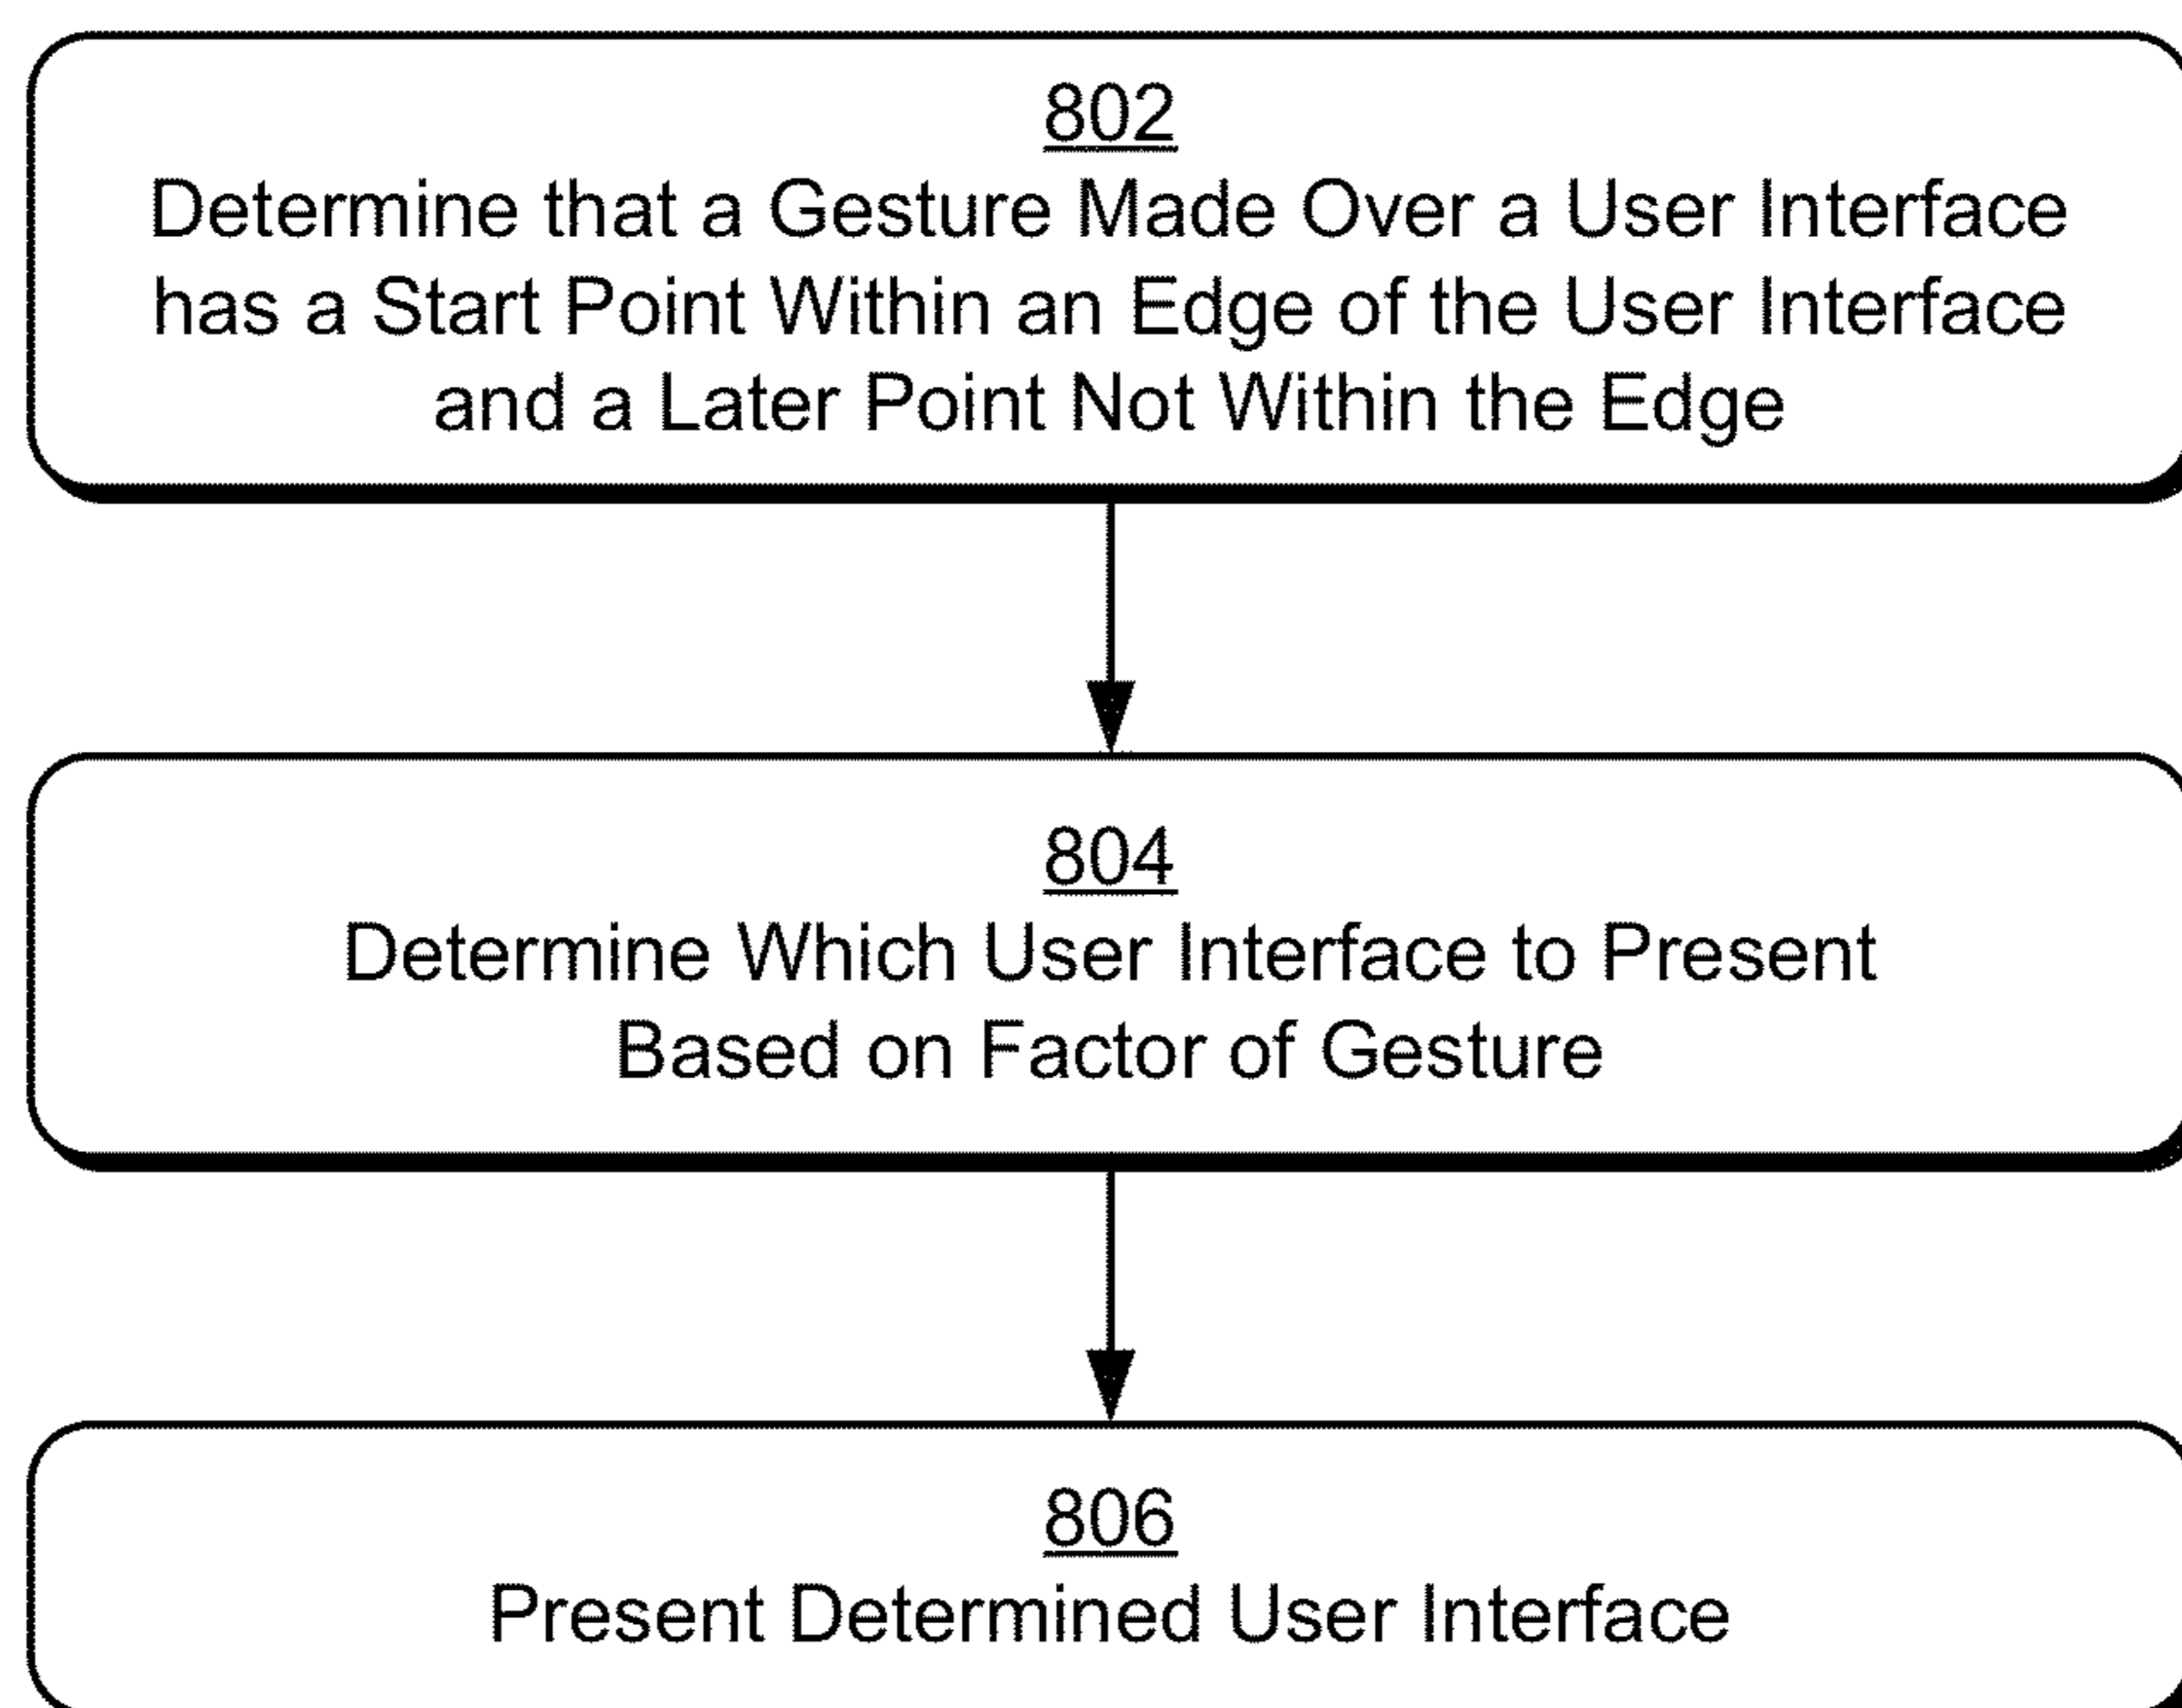 802
Determine that a Gesture Made Over a User Interface
has a Start Point Within an Edge of the User Interface
and a Later Point Not Within the Edge
804
Determine Which User Interface to Present
Based on Factor of Gesture
806
Present Determined User Interface